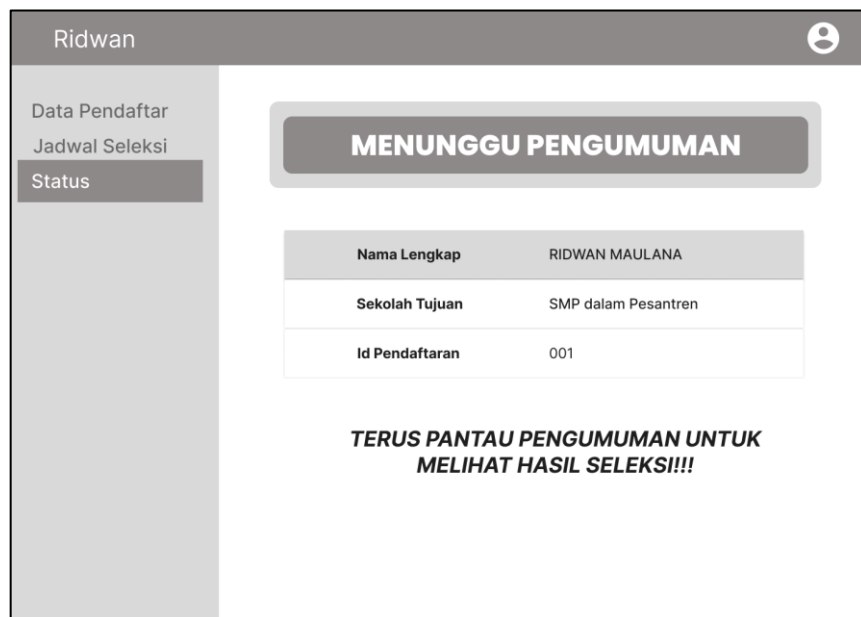 Ridwan
Data Pendaftar
Jadwal Seleksi
Status
MENUNGGU PENGUMUMAN
Nama Lengkap RIDWAN MAULANA
Sekolah Tujuan SMP dalam Pesantren
Id Pendaftaran 001
TERUS PANTAU PENGUMUMAN UNTUK
MELIHAT HASIL SELEKSI!!!